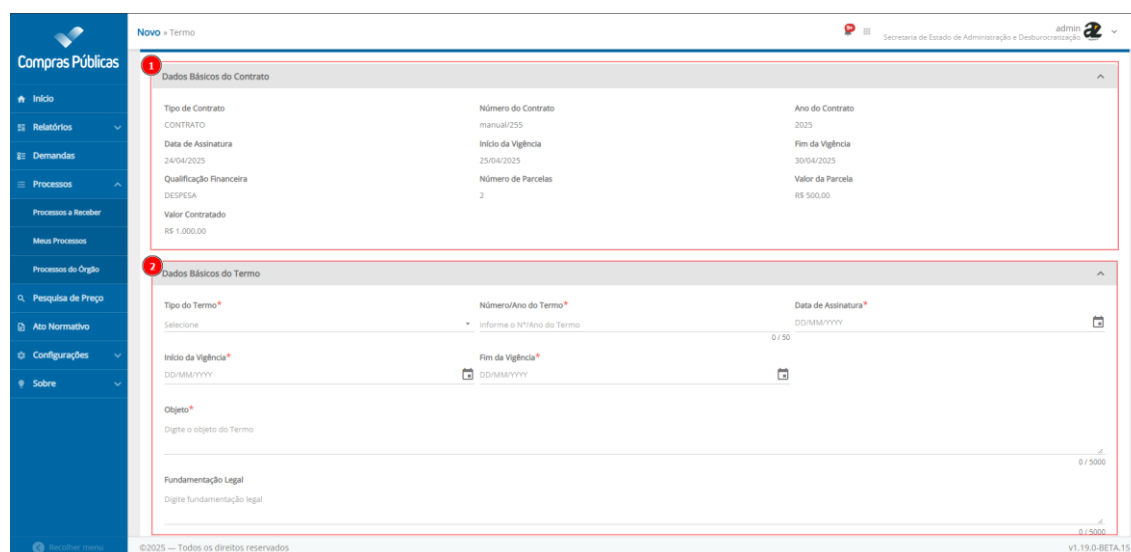 Compras Públicas
Início
Relatórios
Demandas
Processos
Processos a Receber
Meus Processos
Processos do Órgão
Pesquisa de Preço
Ato Normativo
Configurações
Sobre
Recolher menu
Novo » Termo
9+
admin
Secretaria de Estado de Administração e Desburocratização
1
Dados Básicos do Contrato
Tipo de Contrato Número do Contrato Ano do Contrato
CONTRATO manual/255 2025
Data de Assinatura Início da Vigência Fim da Vigência
24/04/2025 25/04/2025 30/04/2025
Qualificação Financeira Número de Parcelas Valor da Parcela
DESPESA 2 R$ 500,00
Valor Contratado
R$ 1.000,00
2
Dados Básicos do Termo
Tipo do Termo* Número/Ano do Termo* Data de Assinatura*
Selecione Informe o Nº/Ano do Termo DD/MM/YYYY
0 / 50
Início da Vigência* Fim da Vigência*
DD/MM/YYYY DD/MM/YYYY
Objeto*
Digite o objeto do Termo
0 / 5000
Fundamentação Legal
Digite fundamentação legal
0 / 5000
©2025 — Todos os direitos reservados v1.19.0-BETA.15